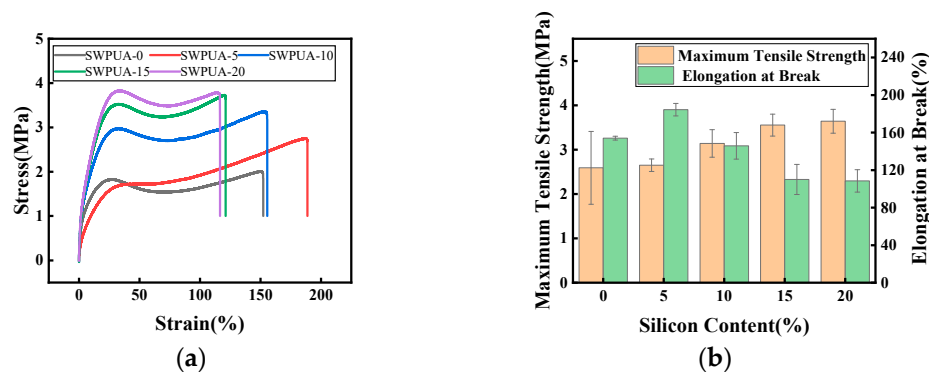 SWPUA-0 SWPUA-5 SWPUA-10
SWPUA-15 SWPUA-20
Stress(MPa)
5
4
3
2
1
0
0 50 100 150 200
Strain(%)
(a)
Maximum Tensile Strength
Elongation at Break
Maximum Tensile Strength(MPa)
5
4
3
2
1
0
0 5 10 15 20
Silicon Content(%)
240
200
160
120
80
40
0
Elongation at Break(%)
(b)